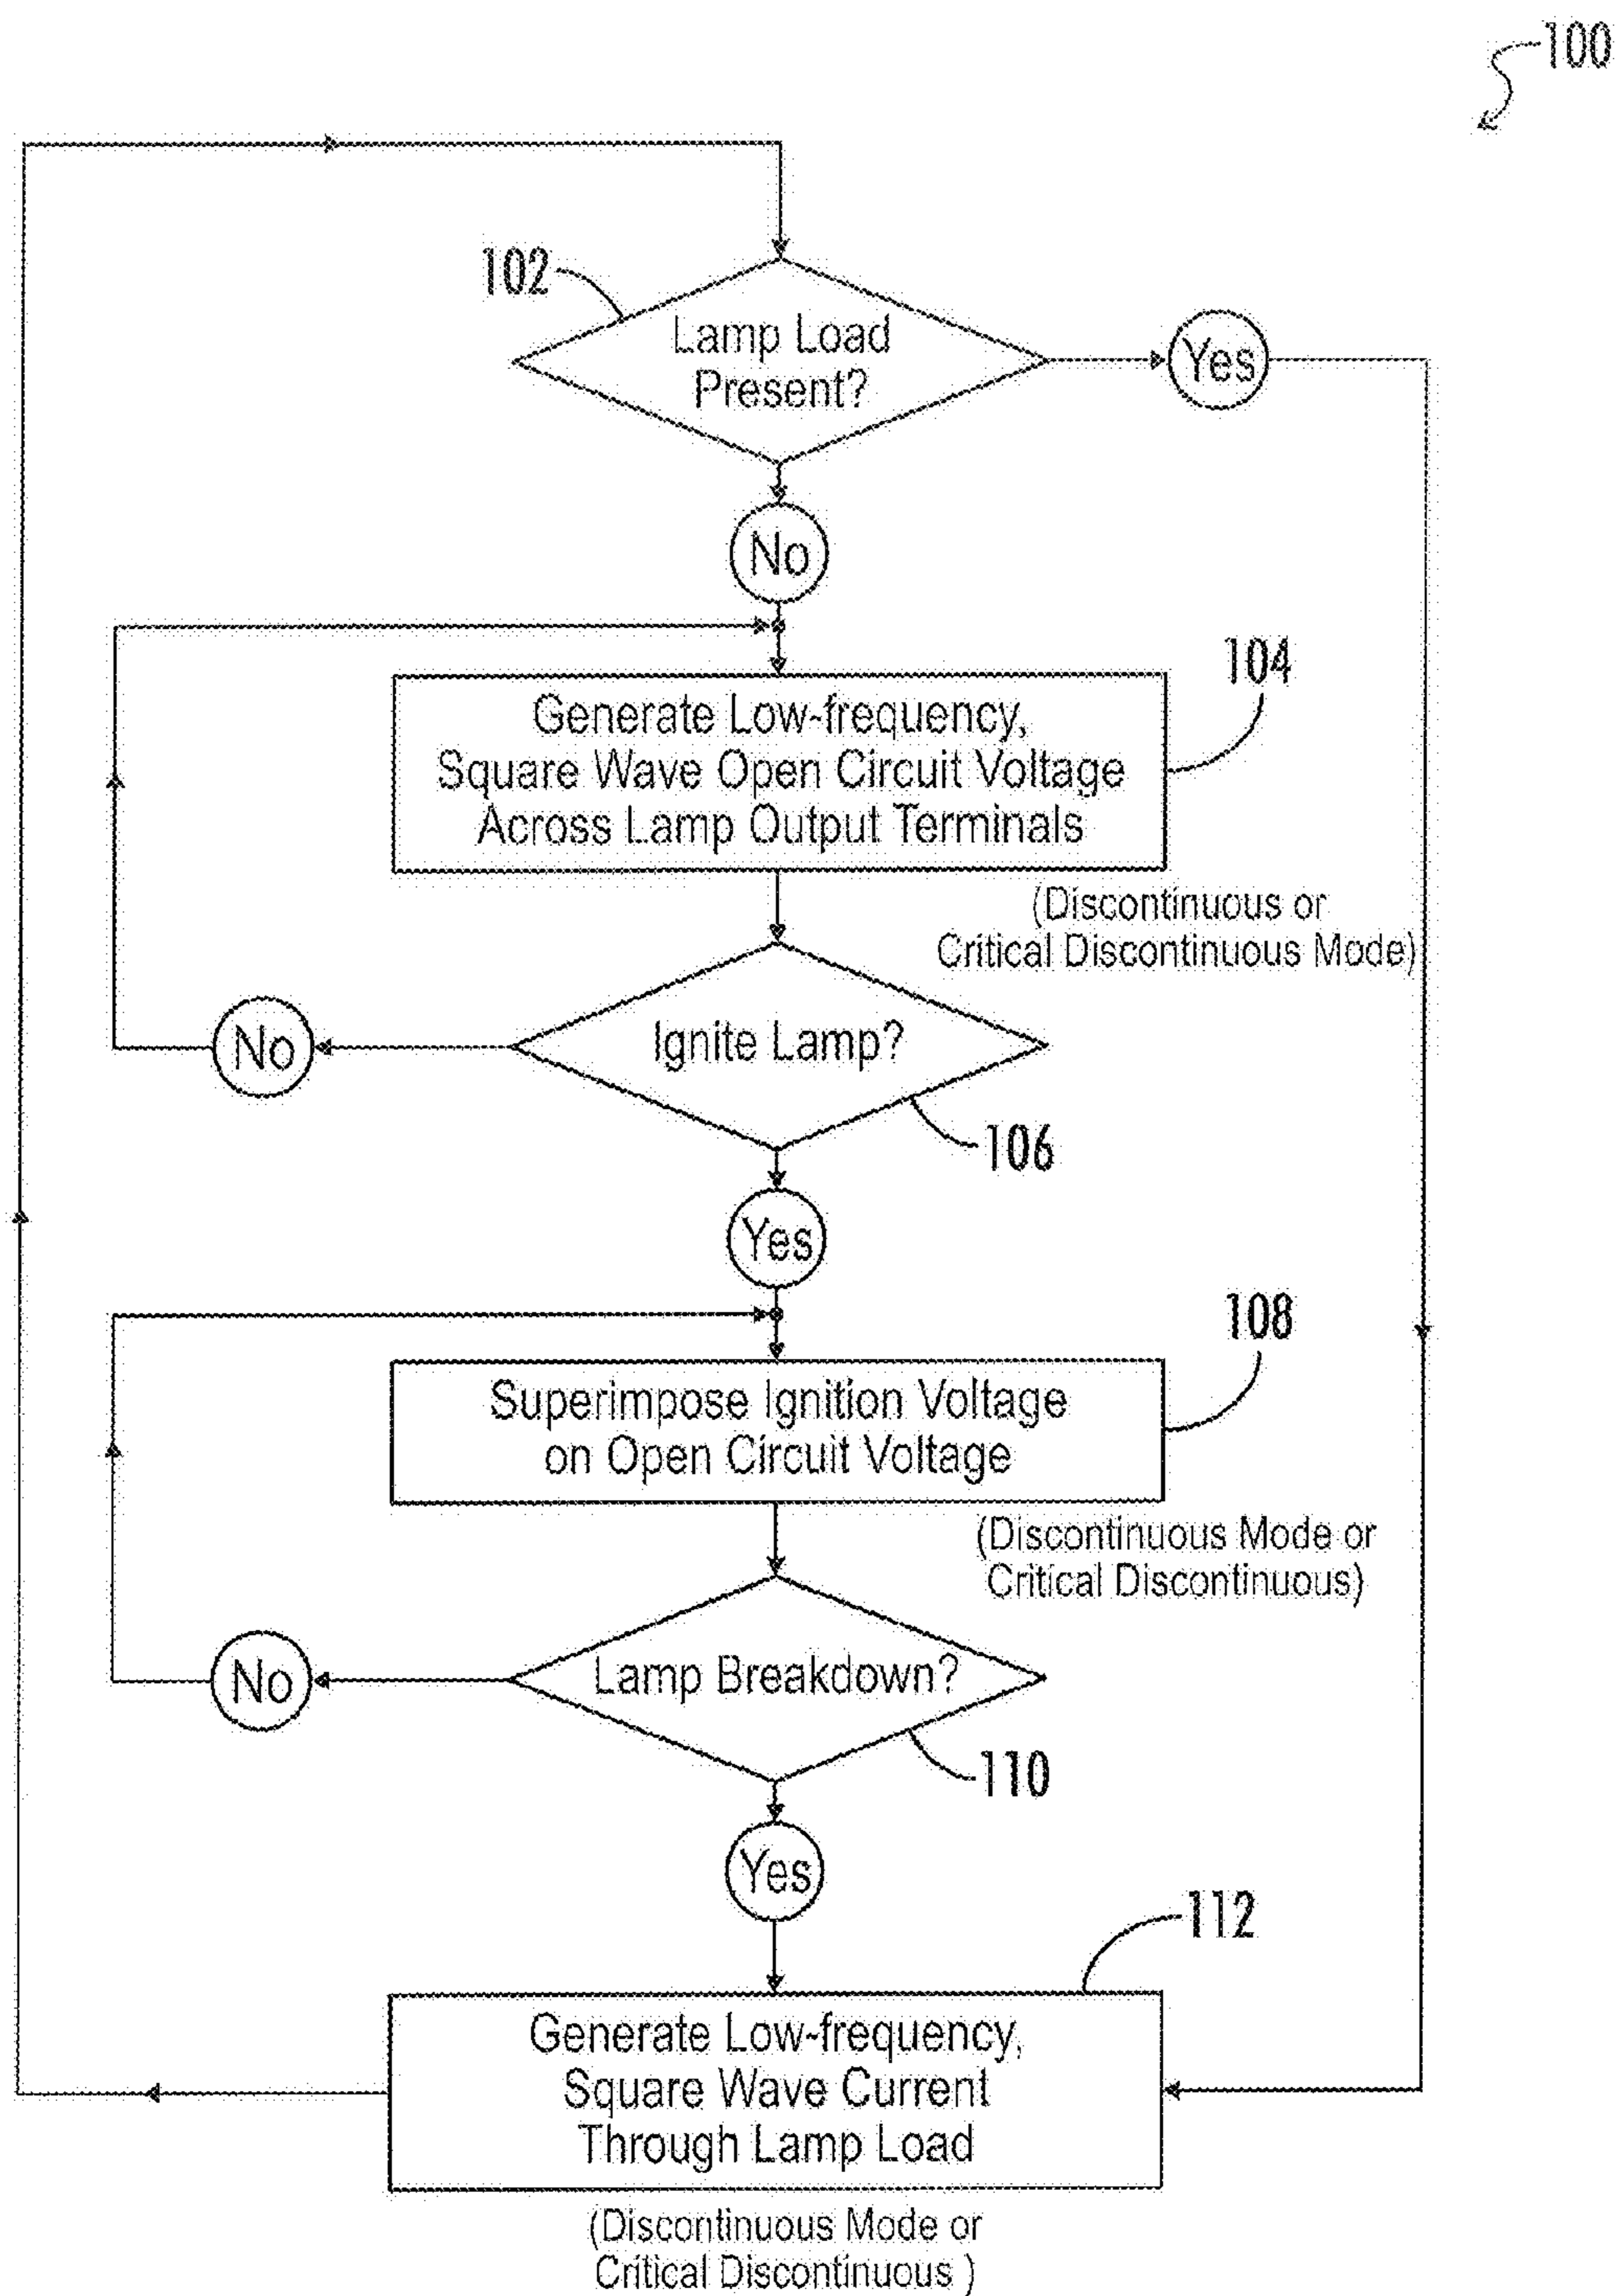 100
102
Lamp Load
Present?
Yes
No
104
Generate Low-frequency,
Square Wave Open Circuit Voltage
Across Lamp Output Terminals
(Discontinuous or
Critical Discontinuous Mode)
Ignite Lamp?
No
106
Yes
108
Superimpose Ignition Voltage
on Open Circuit Voltage
(Discontinuous Mode or
Critical Discontinuous)
Lamp Breakdown?
No
110
Yes
112
Generate Low-frequency,
Square Wave Current
Through Lamp Load
(Discontinuous Mode or
Critical Discontinuous )